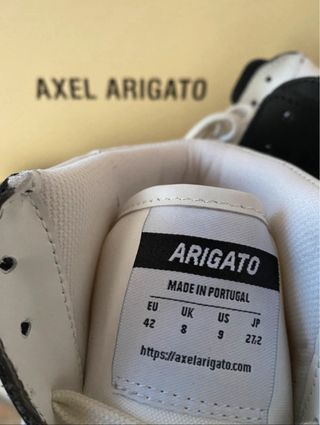 AXEL ARIGATO
ARIGATO
MADE IN PORTUGAL
EU UK US JP
42 8 9 27,2
https://axelarigato.com